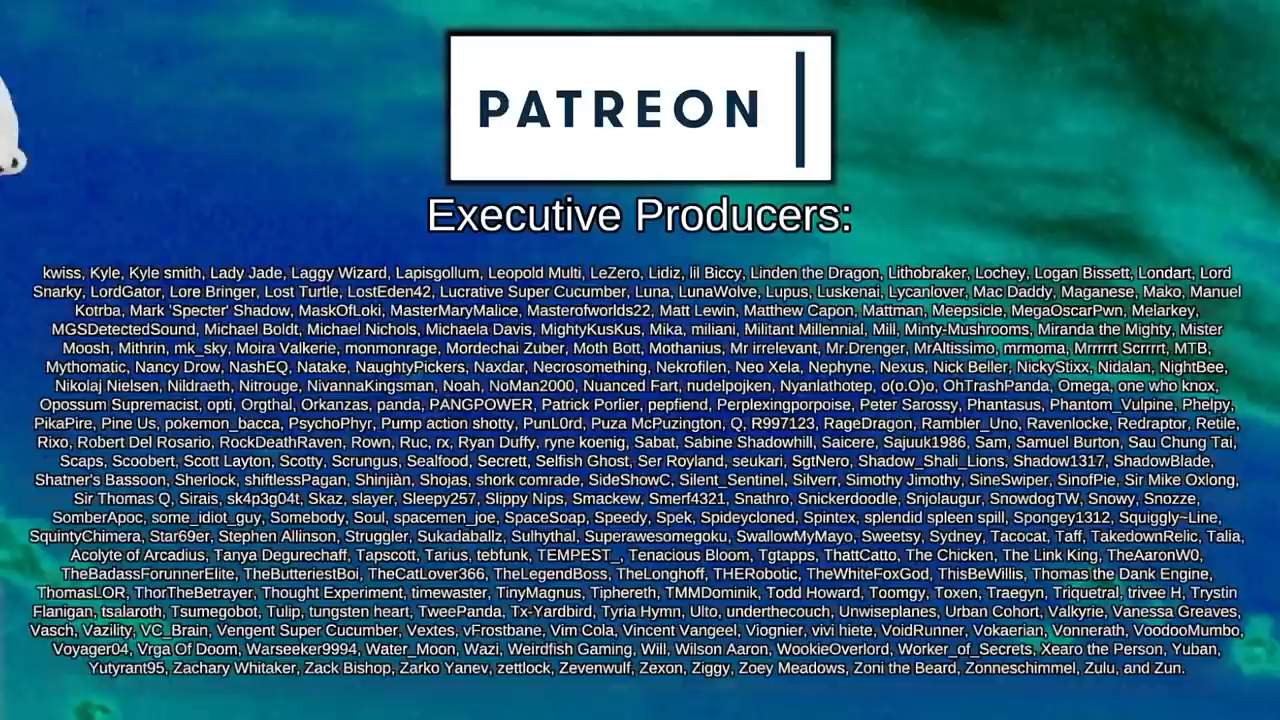 PATREON
Executive Producers:
kwiss, Kyle, Kyle smith, Lady Jade, Laggy Wizard, Lapisgollum, Leopold Multi, LeZero, Lidiz, lil Biccy, Linden the Dragon, Lithobraker, Lochey, Logan Bissett, Londart, Lord
Snarky, LordGator, Lore Bringer, Lost Turtle, LostEden42, Lucrative Super Cucumber, Luna, LunaWolve, Lupus, Luskenai, Lycanlover, Mac Daddy, Maganese, Mako, Manuel
Kotrba, Mark 'Specter' Shadow, MaskOfLoki, MasterMaryMalice, Masterofworlds22, Matt Lewin, Matthew Capon, Mattman, Meepsicle, MegaOscarPwn, Melarkey,
MGSDetectedSound, Michael Boldt, Michael Nichols, Michaela Davis, MightyKusKus, Mika, miliani, Militant Millennial, Mill, Minty-Mushrooms, Miranda the Mighty, Mister
Moosh, Mithrin, mk_sky, Moira Valkerie, monmonrage, Mordechai Zuber, Moth Bott, Mothanius, Mr irrelevant, Mr.Drenger, MrAltissimo, mrmoma, Mrrrrrt Scrrrrt, MTB,
Mythomatic, Nancy Drow, NashEQ, Natake, NaughtyPickers, Naxdar, Necrosomething, Nekrofilen, Neo Xela, Nephyne, Nexus, Nick Beller, NickyStixx, Nidalan, NightBee,
Nikolaj Nielsen, Nildraeth, Nitrouge, NivannaKingsman, Noah, NoMan2000, Nuanced Fart, nudelpojken, Nyanlathotep, o(o.O)o, OhTrashPanda, Omega, one who knox,
Opossum Supremacist, opti, Orgthal, Orkanzas, panda, PANGPOWER, Patrick Porlier, pepfiend, Perplexingporpoise, Peter Sarossy, Phantasus, Phantom_Vulpine, Phelpy,
PikaPire, Pine Us, pokemon_bacca, PsychoPhyr, Pump action shotty, PunL0rd, Puza McPuzington, Q, R997123, RageDragon, Rambler_Uno, Ravenlocke, Redraptor, Retile,
Rixo, Robert Del Rosario, RockDeathRaven, Rown, Ruc, rx, Ryan Duffy, ryne koenig, Sabat, Sabine Shadowhill, Saicere, Sajuuk1986, Sam, Samuel Burton, Sau Chung Tai,
Scaps, Scoobert, Scott Layton, Scotty, Scrungus, Sealfood, Secrett, Selfish Ghost, Ser Royland, seukari, SgtNero, Shadow_Shali_Lions, Shadow1317, ShadowBlade,
Shatner's Bassoon, Sherlock, shiftlessPagan, Shinjiàn, Shojas, shork comrade, SideShowC, Silent_Sentinel, Silverr, Simothy Jimothy, SineSwiper, SinofPie, Sir Mike Oxlong,
Sir Thomas Q, Sirais, sk4p3g04t, Skaz, slayer, Sleepy257, Slippy Nips, Smackew, Smerf4321, Snathro, Snickerdoodle, Snjolaugur, SnowdogTW, Snowy, Snozze,
SomberApoc, some_idiot_guy, Somebody, Soul, spacemen_joe, SpaceSoap, Speedy, Spek, Spideycloned, Spintex, splendid spleen spill, Spongey1312, Squiggly~Line,
SquintyChimera, Star69er, Stephen Allinson, Struggler, Sukadaballz, Sulhythal, Superawesomegoku, SwallowMyMayo, Sweetsy, Sydney, Tacocat, Taff, TakedownRelic, Talia,
Acolyte of Arcadius, Tanya Degurechaff, Tapscott, Tarius, tebfunk, TEMPEST_, Tenacious Bloom, Tgtapps, ThattCatto, The Chicken, The Link King, TheAaronW0,
TheBadassForunnerElite, TheButteriestBoi, TheCatLover366, TheLegendBoss, TheLonghoff, THERobotic, TheWhiteFoxGod, ThisBeWillis, Thomas the Dank Engine,
ThomasLOR, ThorTheBetrayer, Thought Experiment, timewaster, TinyMagnus, Tiphereth, TMMDominik, Todd Howard, Toomgy, Toxen, Traegyn, Triquetral, trivee H, Trystin
Flanigan, tsalaroth, Tsumegobot, Tulip, tungsten heart, TweePanda, Tx-Yardbird, Tyria Hymn, Ulto, underthecouch, Unwiseplanes, Urban Cohort, Valkyrie, Vanessa Greaves,
Vasch, Vazility, VC_Brain, Vengent Super Cucumber, Vextes, vFrostbane, Vim Cola, Vincent Vangeel, Viognier, vivi hiete, VoidRunner, Vokaerian, Vonnerath, VoodooMumbo,
Voyager04, Vrga Of Doom, Warseeker9994, Water_Moon, Wazi, Weirdfish Gaming, Will, Wilson Aaron, WookieOverlord, Worker_of_Secrets, Xearo the Person, Yuban,
Yutyrant95, Zachary Whitaker, Zack Bishop, Zarko Yanev, zettlock, Zevenwulf, Zexon, Ziggy, Zoey Meadows, Zoni the Beard, Zonneschimmel, Zulu, and Zun.